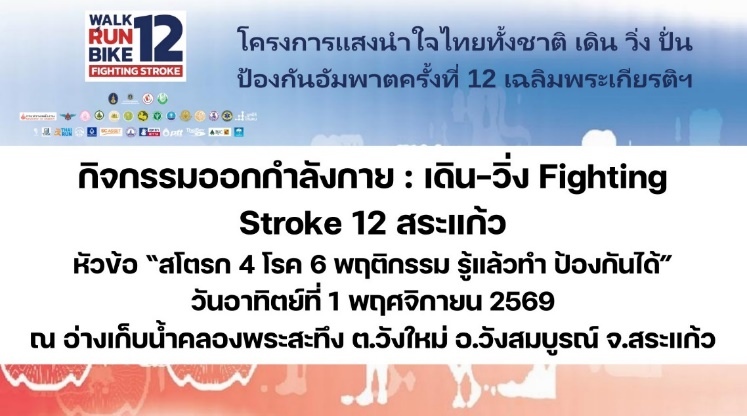 WALK
RUN
BIKE
12
FIGHTING STROKE
โครงการแสงนำใจไทยทั้งชาติ เดิน วิ่ง ปั่น
ป้องกันอัมพาตครั้งที่ 12 เฉลิมพระเกียรติฯ
กิจกรรมออกกำลังกาย : เดิน-วิ่ง Fighting
Stroke 12 สระแก้ว
หัวข้อ “สโตรก 4 โรค 6 พฤติกรรม รู้แล้วทำ ป้องกันได้”
วันอาทิตย์ที่ 1 พฤศจิกายน 2569
ณ อ่างเก็บน้ำคลองพระสะทึง ต.วังใหม่ อ.วังสมบูรณ์ จ.สระแก้ว